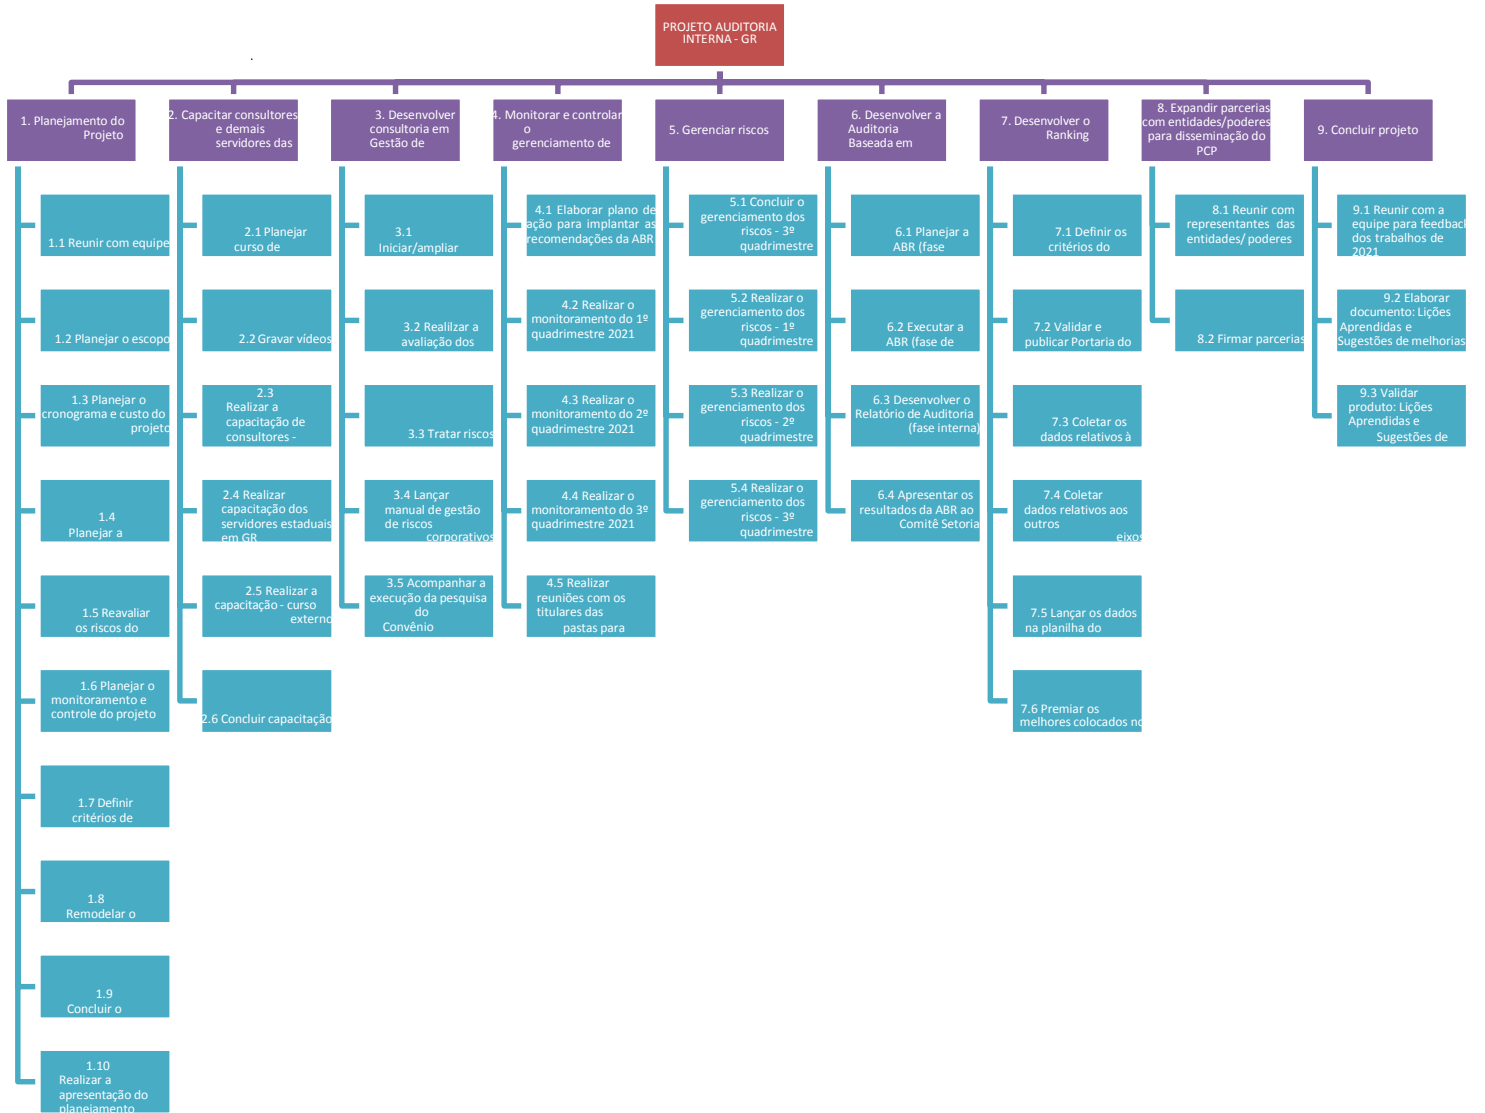 PROJETO AUDITORIA
INTERNA - GR
.
1. Planejamento do
Projeto
2. Capacitar consultores
e demais
servidores das
3. Desenvolver
consultoria em
Gestão de
4. Monitorar e controlar
o
gerenciamento de
5. Gerenciar riscos
6. Desenvolver a
Auditoria
Baseada em
7. Desenvolver o
Ranking
8. Expandir parcerias
com entidades/poderes
para disseminação do
PCP
9. Concluir projeto
1.1 Reunir com equipe
1.2 Planejar o escopo
1.3 Planejar o
cronograma e custo do
projeto
1.4
Planejar a
1.5 Reavaliar
os riscos do
1.6 Planejar o
monitoramento e
controle do projeto
1.7 Definir
critérios de
1.8
Remodelar o
1.9
Concluir o
1.10
Realizar a
apresentação do
planejamento
2.1 Planejar
curso de
2.2 Gravar vídeos
2.3
Realizar a
capacitação de
consultores -
2.4 Realizar
capacitação dos
servidores estaduais
em GR
2.5 Realizar a
capacitação - curso
externo
2.6 Concluir capacitação
3.1
Iniciar/ampliar
3.2 Realilzar a
avaliação dos
3.3 Tratar riscos
3.4 Lançar
manual de gestão
de riscos
corporativos
3.5 Acompanhar a
execução da pesquisa
do
Convênio
4.1 Elaborar plano de
ação para implantar as
recomendações da ABR
4.2 Realizar o
monitoramento do 1º
quadrimestre 2021
4.3 Realizar o
monitoramento do 2º
quadrimestre 2021
4.4 Realizar o
monitoramento do 3º
quadrimestre 2021
4.5 Realizar
reuniões com os
titulares das
pastas para
5.1 Concluir o
gerenciamento dos
riscos - 3º
quadrimestre
5.2 Realizar o
gerenciamento dos
riscos - 1º
quadrimestre
5.3 Realizar o
gerenciamento dos
riscos - 2º
quadrimestre
5.4 Realizar o
gerenciamento dos
riscos - 3º
quadrimestre
6.1 Planejar a
ABR (fase
6.2 Executar a
ABR (fase de
6.3 Desenvolver o
Relatório de Auditoria
(fase interna)
6.4 Apresentar os
resultados da ABR ao
Comitê Setoria
7.1 Definir os
critérios do
7.2 Validar e
publicar Portaria do
7.3 Coletar os
dados relativos à
7.4 Coletar
dados relativos aos
outros
eixos
7.5 Lançar os dados
na planilha do
7.6 Premiar os
melhores colocados no
8.1 Reunir com
representantes das
entidades/ poderes
8.2 Firmar parcerias
9.1 Reunir com a
equipe para feedback
dos trabalhos de
2021
9.2 Elaborar
documento: Lições
Aprendidas e
Sugestões de melhorias
9.3 Validar
produto: Lições
Aprendidas e
Sugestões de